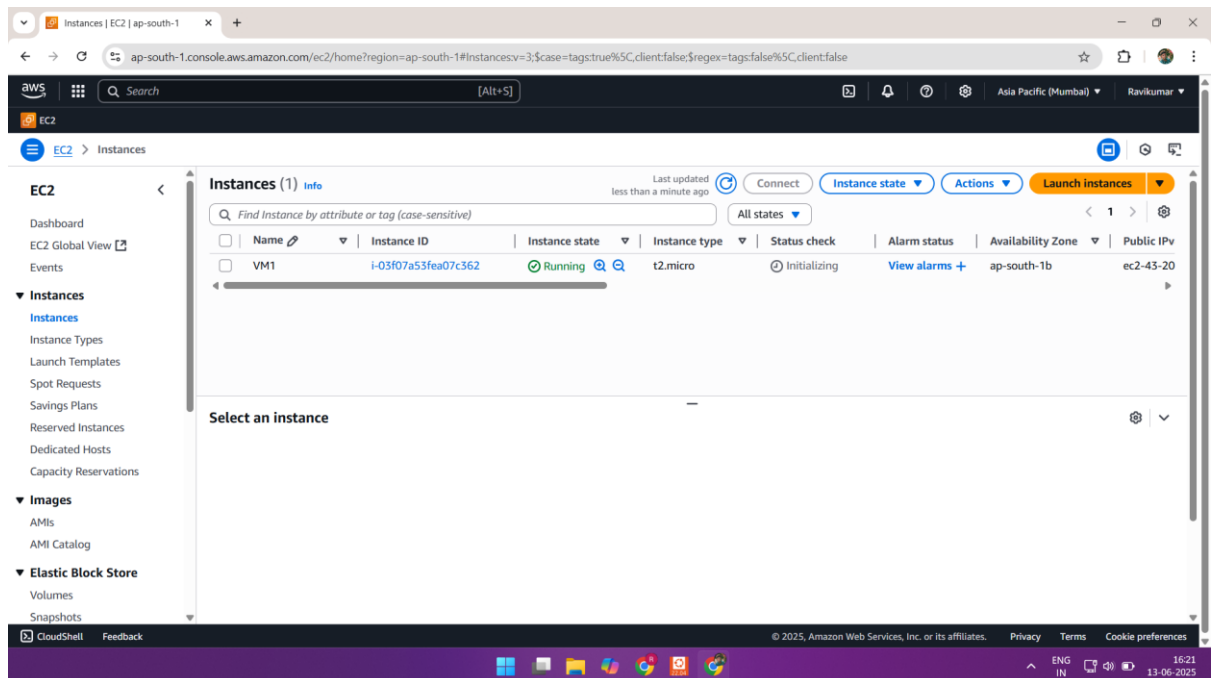 Instances | EC2 | ap-south-1
ap-south-1.console.aws.amazon.com/ec2/home?region=ap-south-1#Instances:v=3;$case=tags:true%5C,client:false;$regex=tags:false%5C,client:false
aws Search [Alt+S] Asia Pacific (Mumbai) Ravikumar
EC2
EC2 > Instances
EC2
Dashboard
EC2 Global View
Events
Instances
Instances
Instance Types
Launch Templates
Spot Requests
Savings Plans
Reserved Instances
Dedicated Hosts
Capacity Reservations
Images
AMIs
AMI Catalog
Elastic Block Store
Volumes
Snapshots
Instances (1) Info
Last updated
less than a minute ago
Connect Instance state Actions Launch instances
Find Instance by attribute or tag (case-sensitive) All states 1
Name Instance ID Instance state Instance type Status check Alarm status Availability Zone Public IPv
VM1 i-03f07a53fea07c362 Running t2.micro Initializing View alarms + ap-south-1b ec2-43-20
Select an instance
CloudShell Feedback © 2025, Amazon Web Services, Inc. or its affiliates. Privacy Terms Cookie preferences
ENG
IN
16:21
13-06-2025